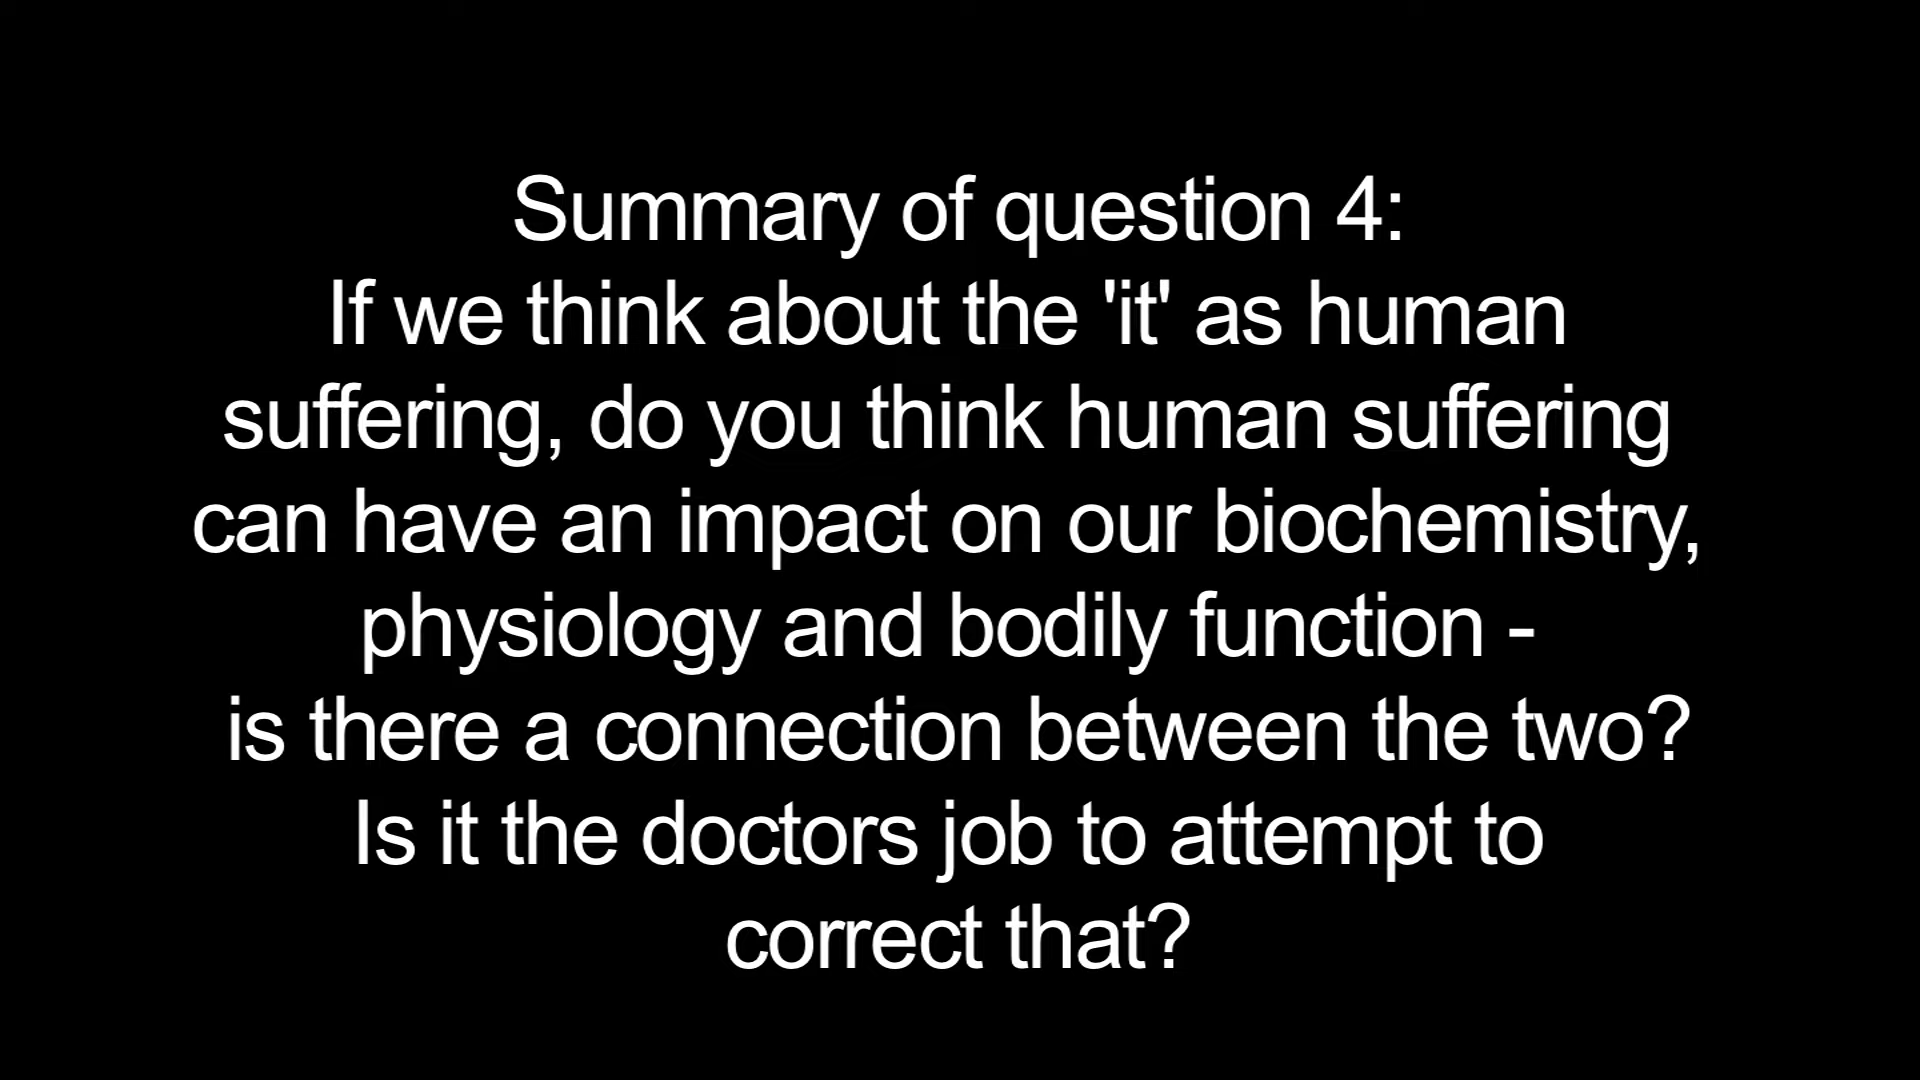 Summary of question 4:
If we think about the 'it' as human
suffering, do you think human suffering
can have an impact on our biochemistry,
physiology and bodily function -
is there a connection between the two?
Is it the doctors job to attempt to
correct that?